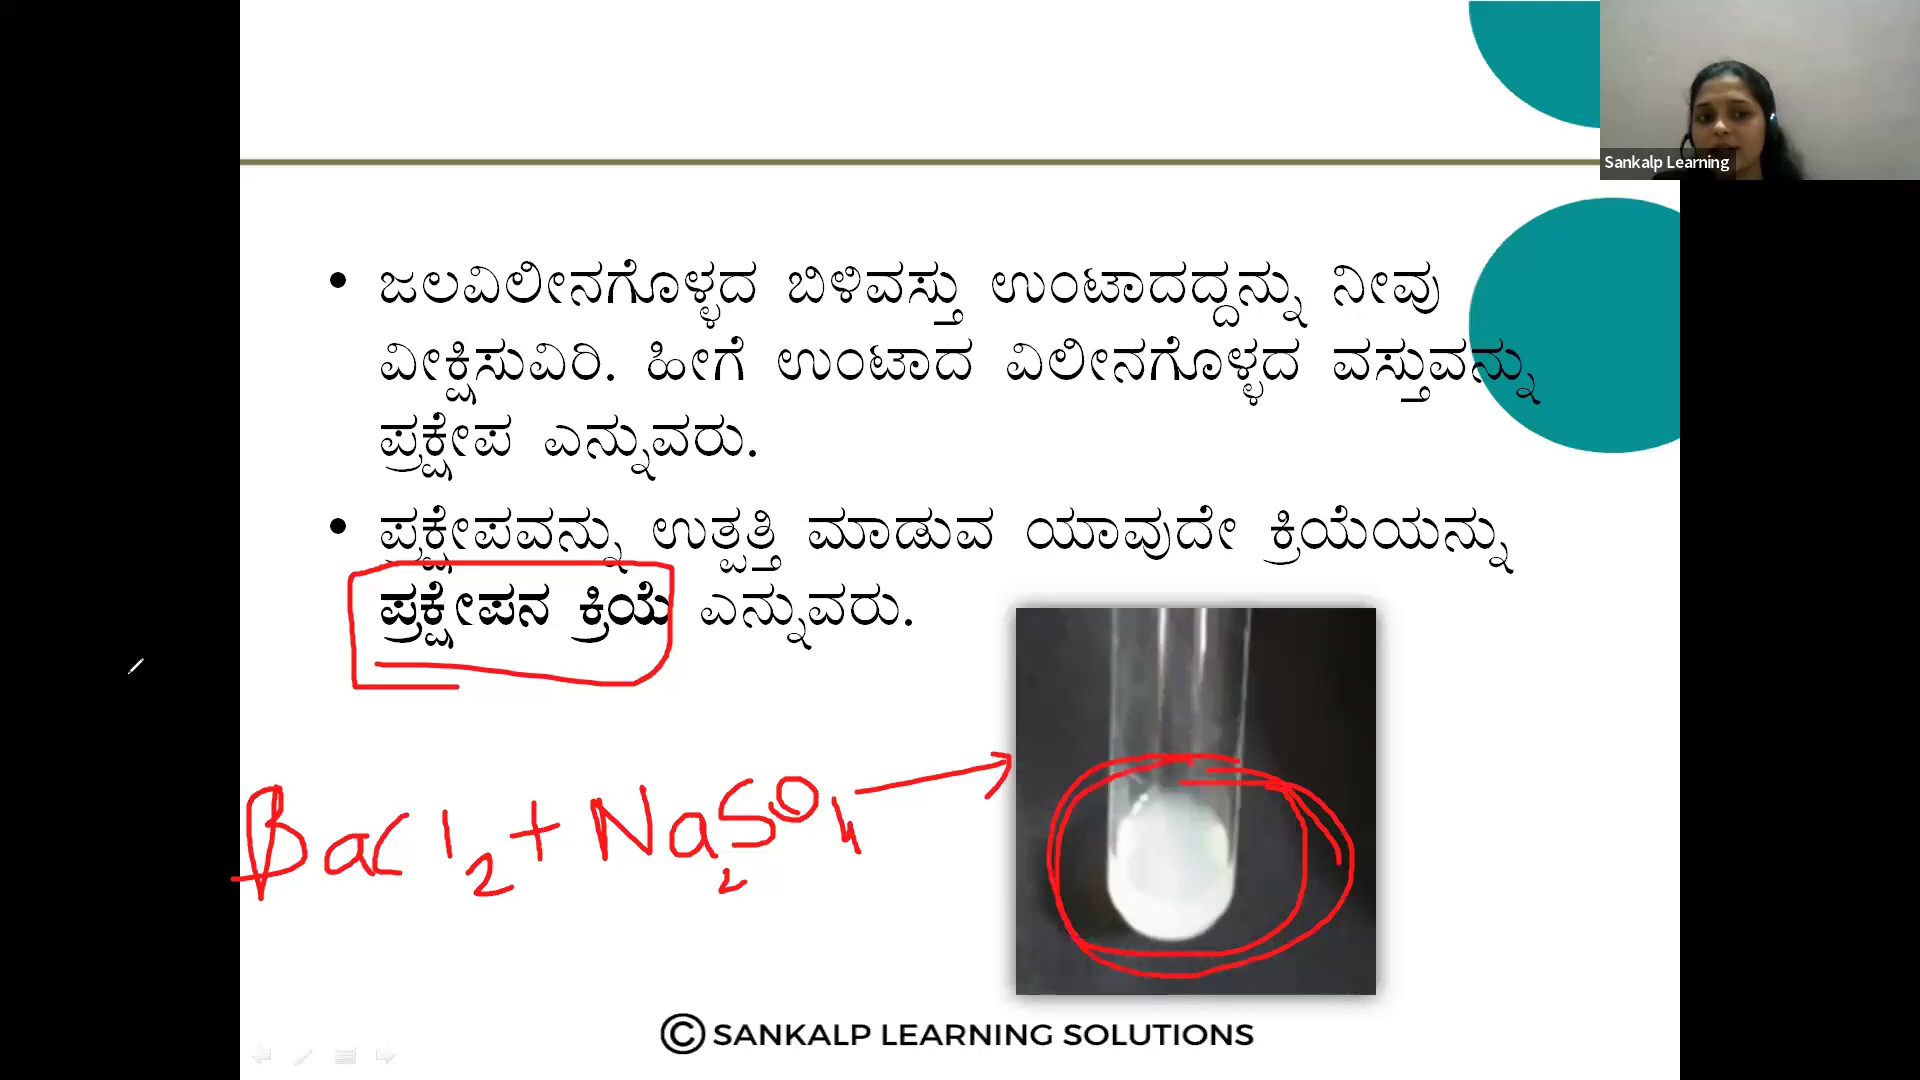 Sankalp Learning
• ಜಲವಿಲೀನಗೊಳ್ಳದ ಬಿಳಿವಸ್ತು ಉಂಟಾದದ್ದನ್ನು ನೀವು
ವೀಕ್ಷಿಸುವಿರಿ. ಹೀಗೆ ಉಂಟಾದ ವಿಲೀನಗೊಳ್ಳದ ವಸ್ತುವನ್ನು
ಪ್ರಕ್ಷೇಪ ಎನ್ನುವರು.
• ಪ್ರಕ್ಷೇಪವನ್ನು ಉತ್ಪತ್ತಿ ಮಾಡುವ ಯಾವುದೇ ಕ್ರಿಯೆಯನ್ನು
ಪ್ರಕ್ಷೇಪನ ಕ್ರಿಯೆ ಎನ್ನುವರು.
BaCl₂ + Na₂SO₄ →
© SANKALP LEARNING SOLUTIONS